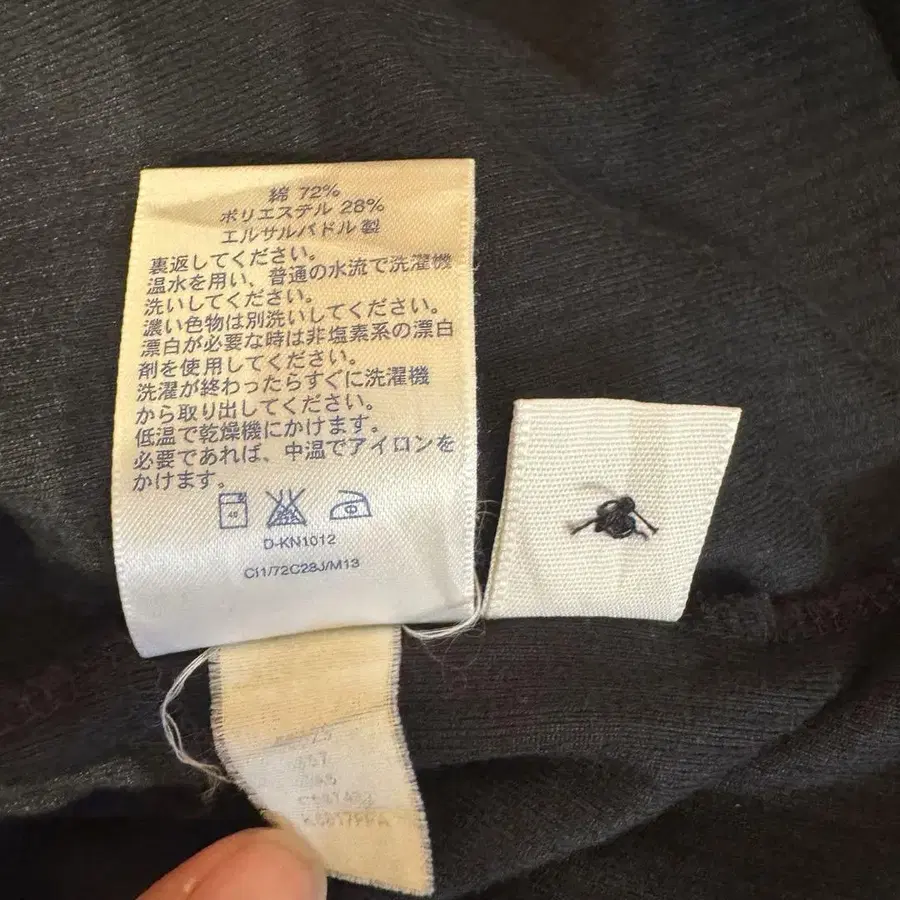 綿 72%
ポリエステル 28%
エルサルバドル 製
裏返してください。
温水を用い、普通の水流で洗濯機
洗いしてください。
濃い色物は別洗いしてください。
漂白が必要な時は非塩素系の漂白
剤を使用してください。
洗濯が終わったらすぐに洗濯機
から取り出してください。
低温で乾燥機にかけます。
必要であれば、中温でアイロンを
かけます。
40
D-KN1012
CI1/72C28J/M13